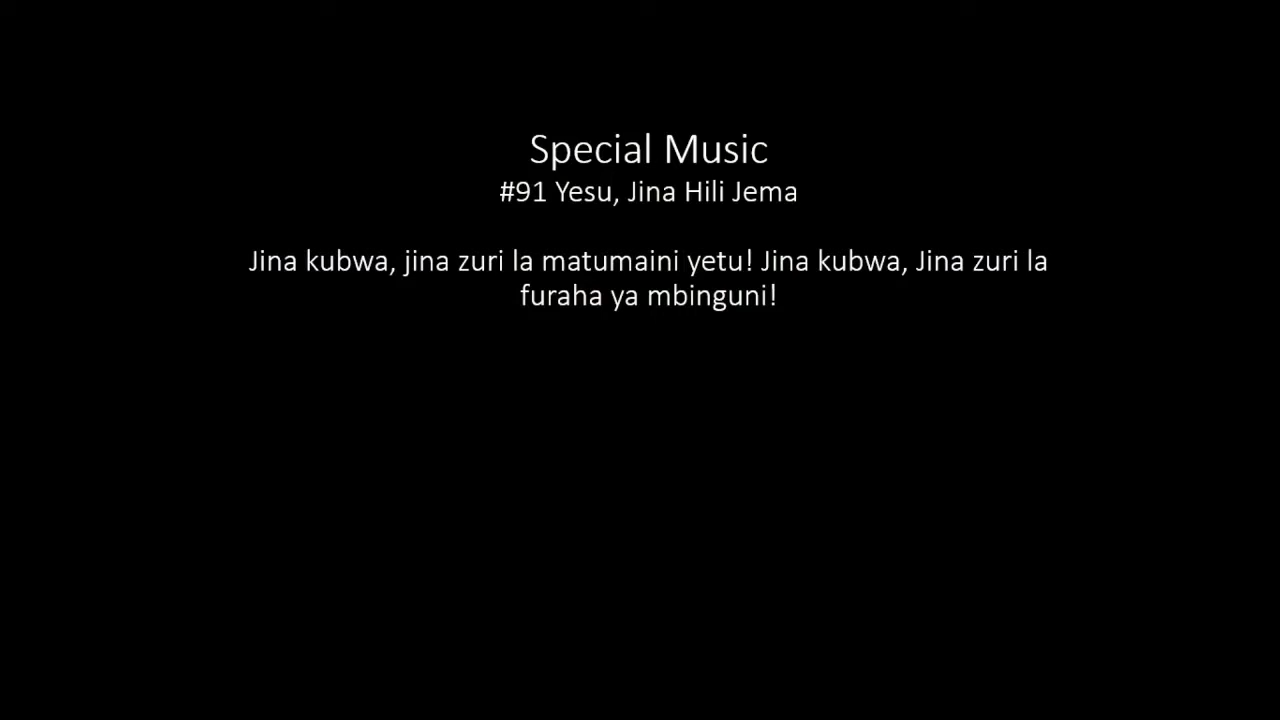 Special Music
#91 Yesu, Jina Hili Jema
Jina kubwa, jina zuri la matumaini yetu! Jina kubwa, Jina zuri la
furaha ya mbinguni!